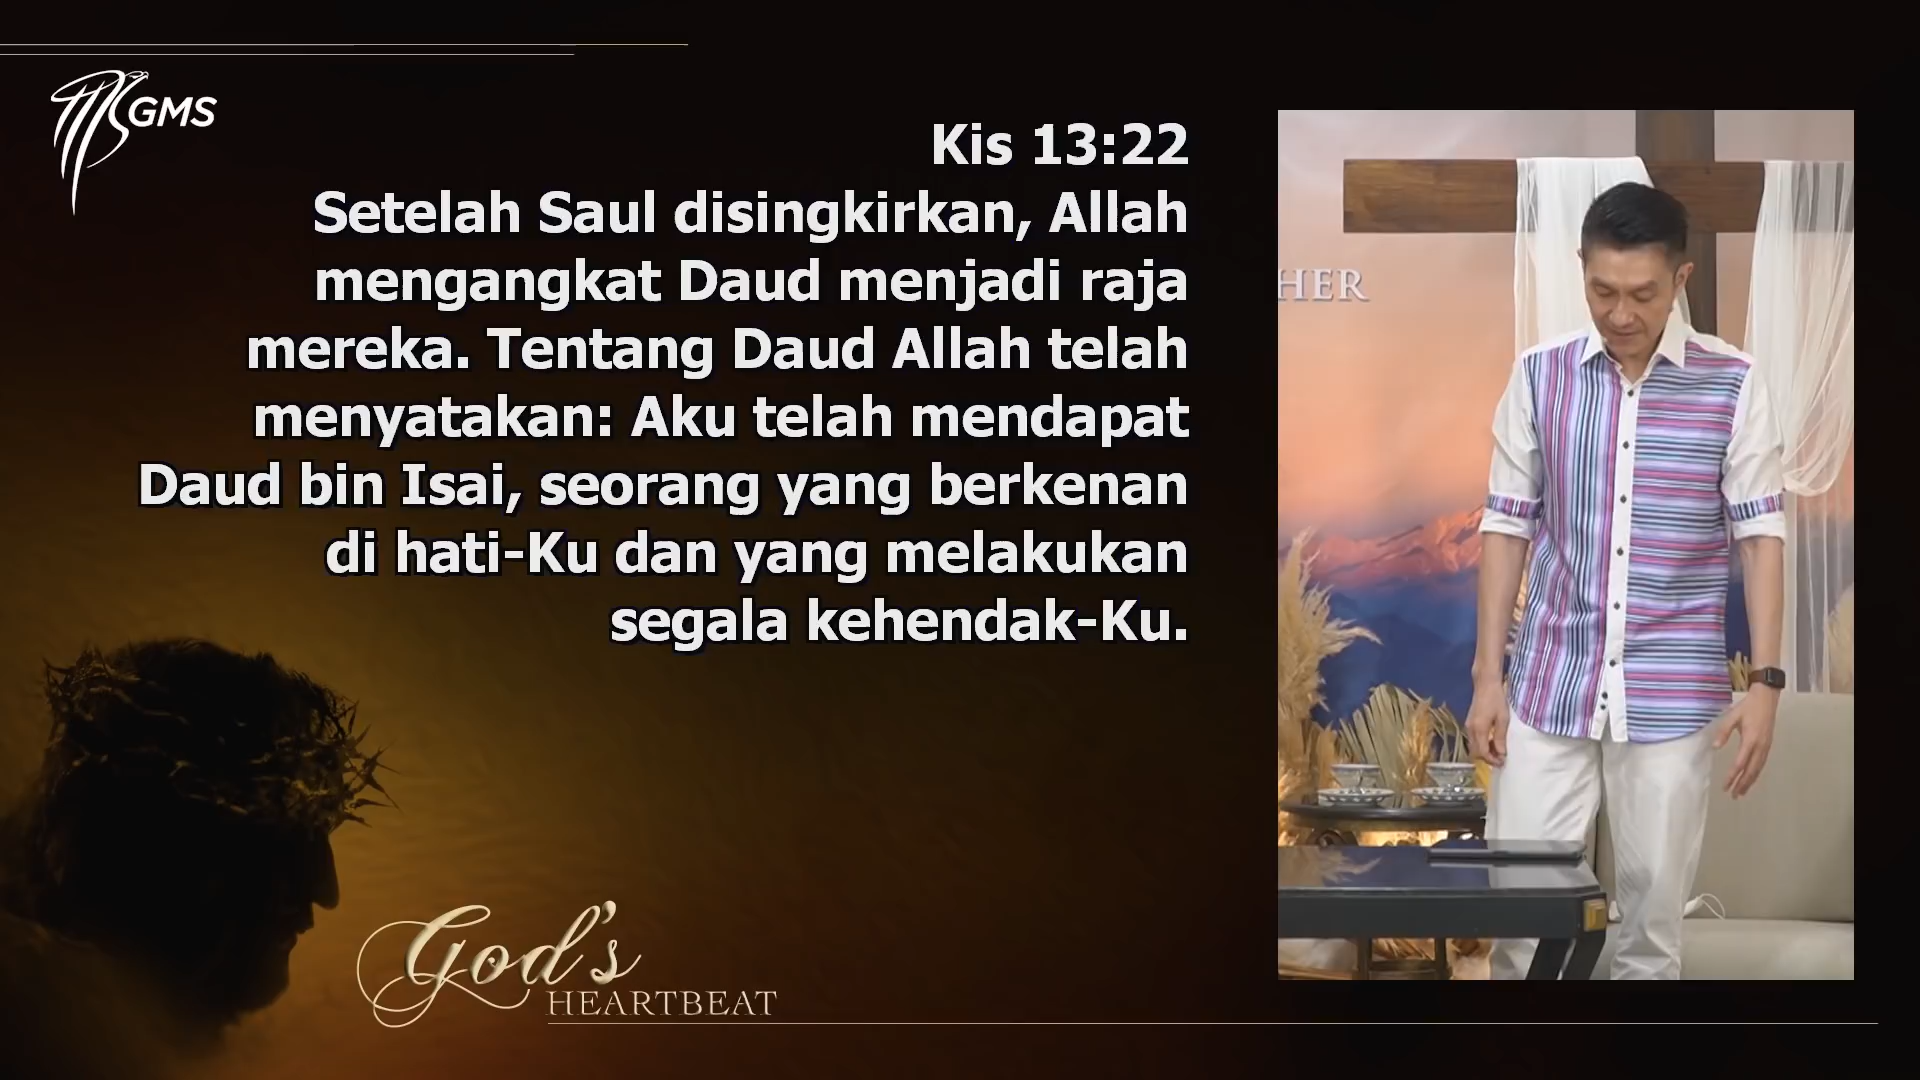 GMS
Kis 13:22
Setelah Saul disingkirkan, Allah
mengangkat Daud menjadi raja
mereka. Tentang Daud Allah telah
menyatakan: Aku telah mendapat
Daud bin Isai, seorang yang berkenan
di hati-Ku dan yang melakukan
segala kehendak-Ku.
HER
God's
HEARTBEAT